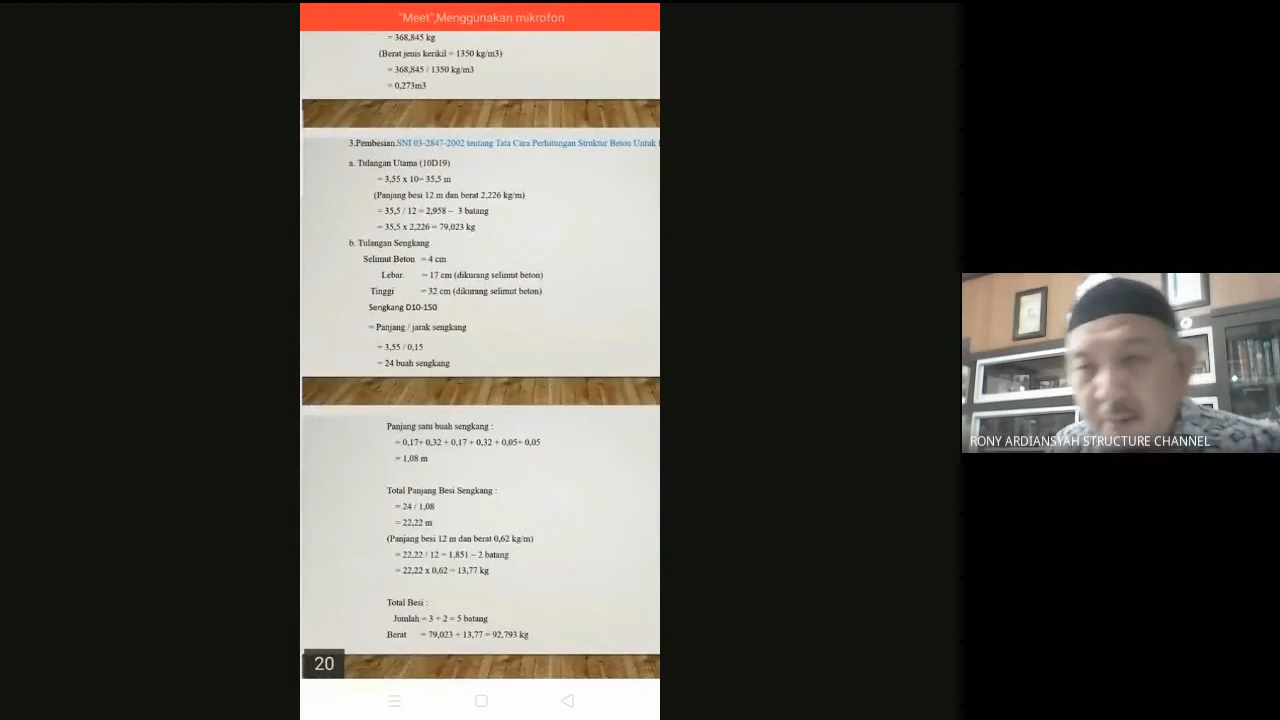 "Meet",Menggunakan mikrofon
= 368,845 kg
(Berat jenis kerikil = 1350 kg/m3)
= 368,845 / 1350 kg/m3
= 0,273m3
3.Pembesian.SNI 03-2847-2002 tentang Tata Cara Perhitungan Struktur Beton Untuk
a. Tulangan Utama (10D19)
= 3,55 x 10= 35,5 m
(Panjang besi 12 m dan berat 2,226 kg/m)
= 35,5 / 12 = 2,958 ~ 3 batang
= 35,5 x 2,226 = 79,023 kg
b. Tulangan Sengkang
Selimut Beton = 4 cm
Lebar. = 17 cm (dikurang selimut beton)
Tinggi = 32 cm (dikurang selimut beton)
Sengkang D10-150
= Panjang / jarak sengkang
= 3,55 / 0,15
= 24 buah sengkang
Panjang satu buah sengkang :
= 0,17+ 0,32 + 0,17 + 0,32 + 0,05+ 0,05
= 1,08 m
Total Panjang Besi Sengkang :
= 24 / 1,08
= 22,22 m
(Panjang besi 12 m dan berat 0,62 kg/m)
= 22,22 / 12 = 1,851 ~ 2 batang
= 22,22 x 0,62 = 13,77 kg
Total Besi :
Jumlah = 3 + 2 = 5 batang
Berat = 79,023 + 13,77 = 92,793 kg
20
RONY ARDIANSYAH STRUCTURE CHANNEL